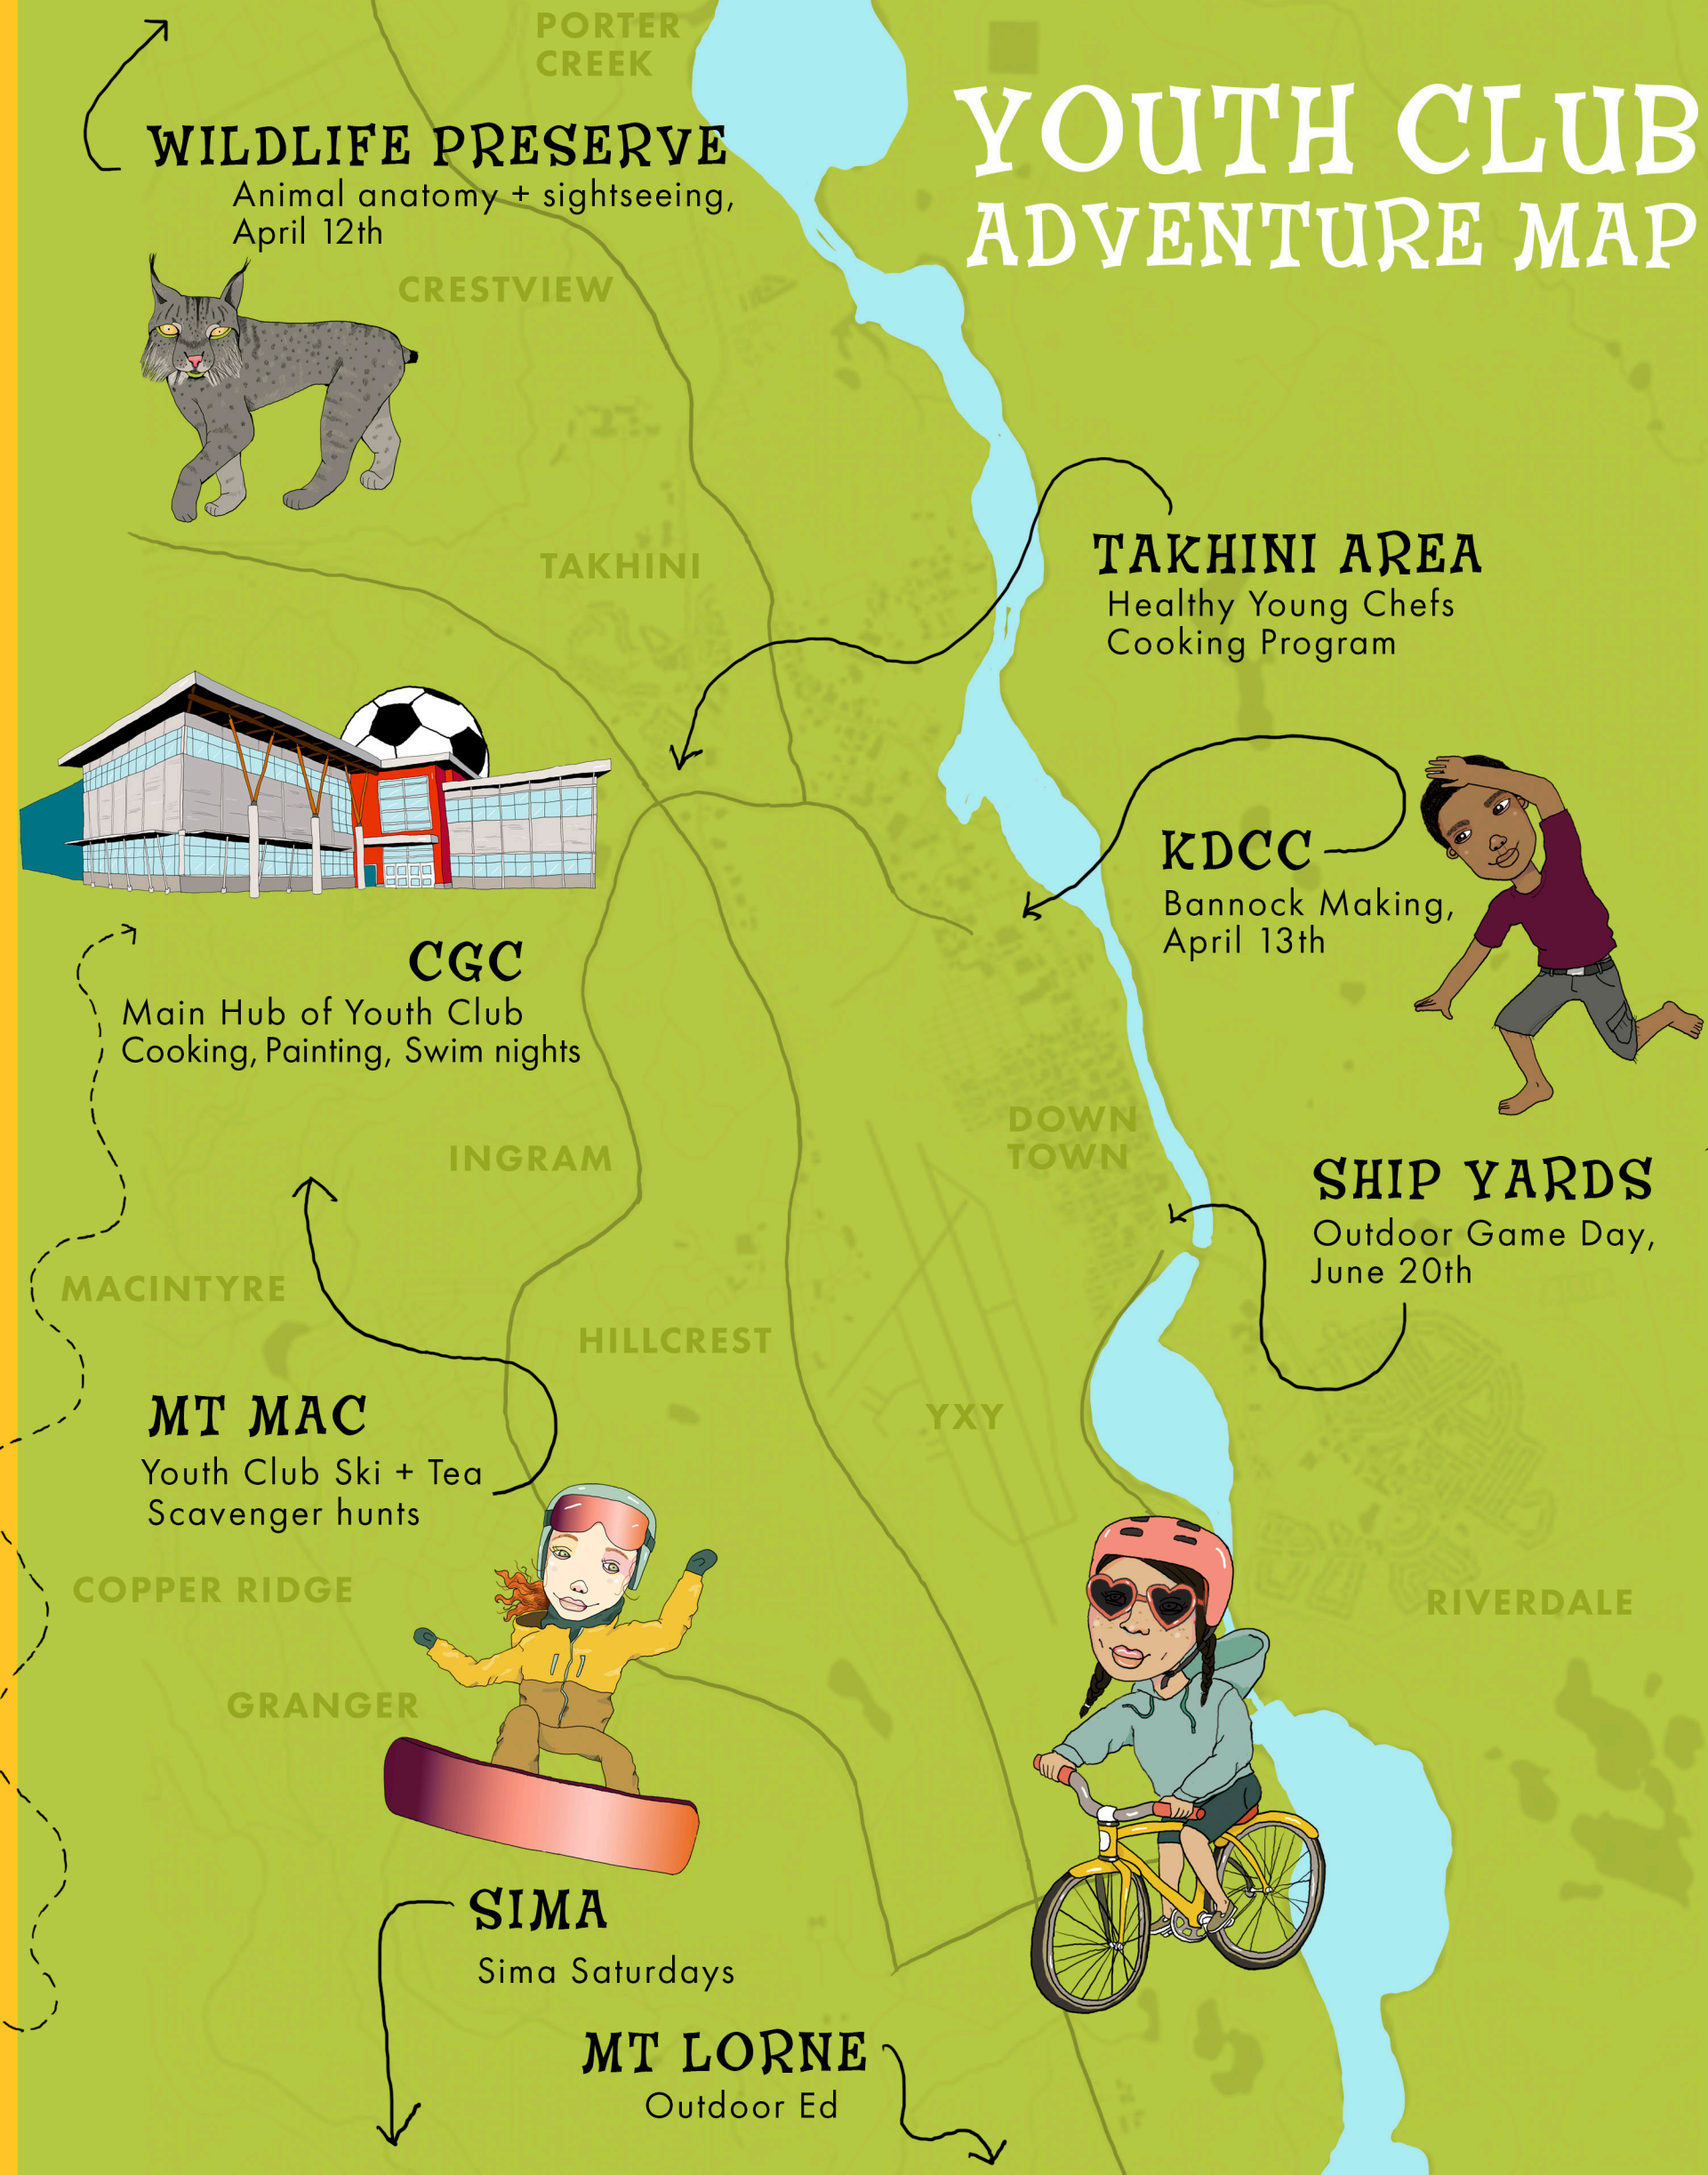 PORTER
CREEK
YOUTH CLUB
ADVENTURE MAP
WILDLIFE PRESERVE
Animal anatomy + sightseeing,
April 12th
CRESTVIEW
TAKHINI
TAKHINI AREA
Healthy Young Chefs
Cooking Program
KDCC
Bannock Making,
April 13th
CGC
Main Hub of Youth Club
Cooking, Painting, Swim nights
DOWN
TOWN
INGRAM
SHIP YARDS
Outdoor Game Day,
June 20th
MACINTYRE
HILLCREST
MT MAC
Youth Club Ski + Tea
Scavenger hunts
YXY
COPPER RIDGE
RIVERDALE
GRANGER
SIMA
Sima Saturdays
MT LORNE
Outdoor Ed